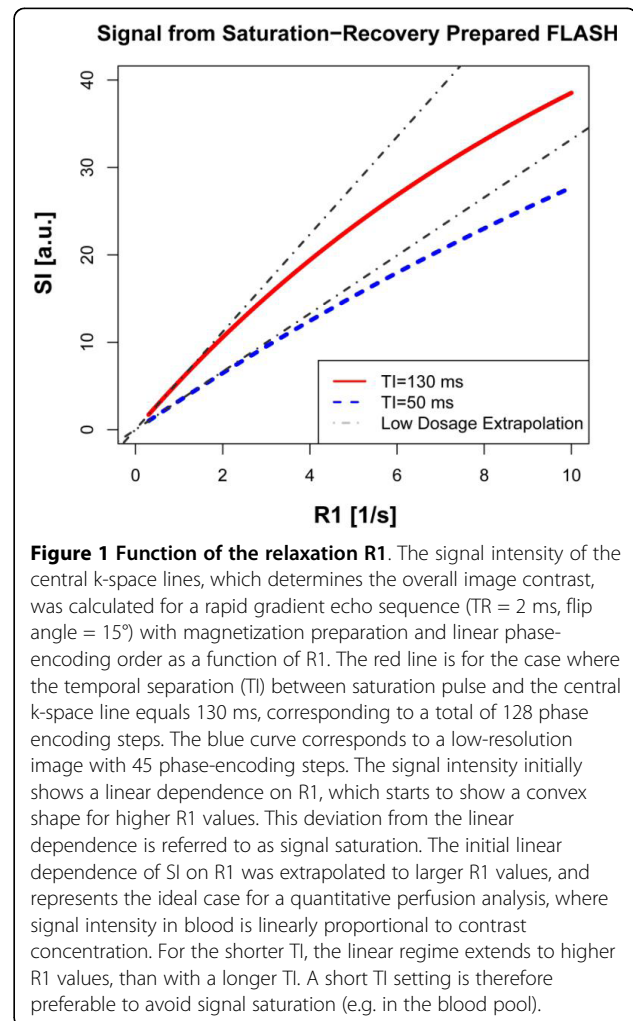 Signal from Saturation−Recovery Prepared FLASH
SI [a.u.]
40
30
20
10
0
TI=130 ms
TI=50 ms
Low Dosage Extrapolation
0 2 4 6 8 10
R1 [1/s]
Figure 1 Function of the relaxation R1. The signal intensity of the
central k-space lines, which determines the overall image contrast,
was calculated for a rapid gradient echo sequence (TR = 2 ms, flip
angle = 15°) with magnetization preparation and linear phase-
encoding order as a function of R1. The red line is for the case where
the temporal separation (TI) between saturation pulse and the central
k-space line equals 130 ms, corresponding to a total of 128 phase
encoding steps. The blue curve corresponds to a low-resolution
image with 45 phase-encoding steps. The signal intensity initially
shows a linear dependence on R1, which starts to show a convex
shape for higher R1 values. This deviation from the linear
dependence is referred to as signal saturation. The initial linear
dependence of SI on R1 was extrapolated to larger R1 values, and
represents the ideal case for a quantitative perfusion analysis, where
signal intensity in blood is linearly proportional to contrast
concentration. For the shorter TI, the linear regime extends to higher
R1 values, than with a longer TI. A short TI setting is therefore
preferable to avoid signal saturation (e.g. in the blood pool).